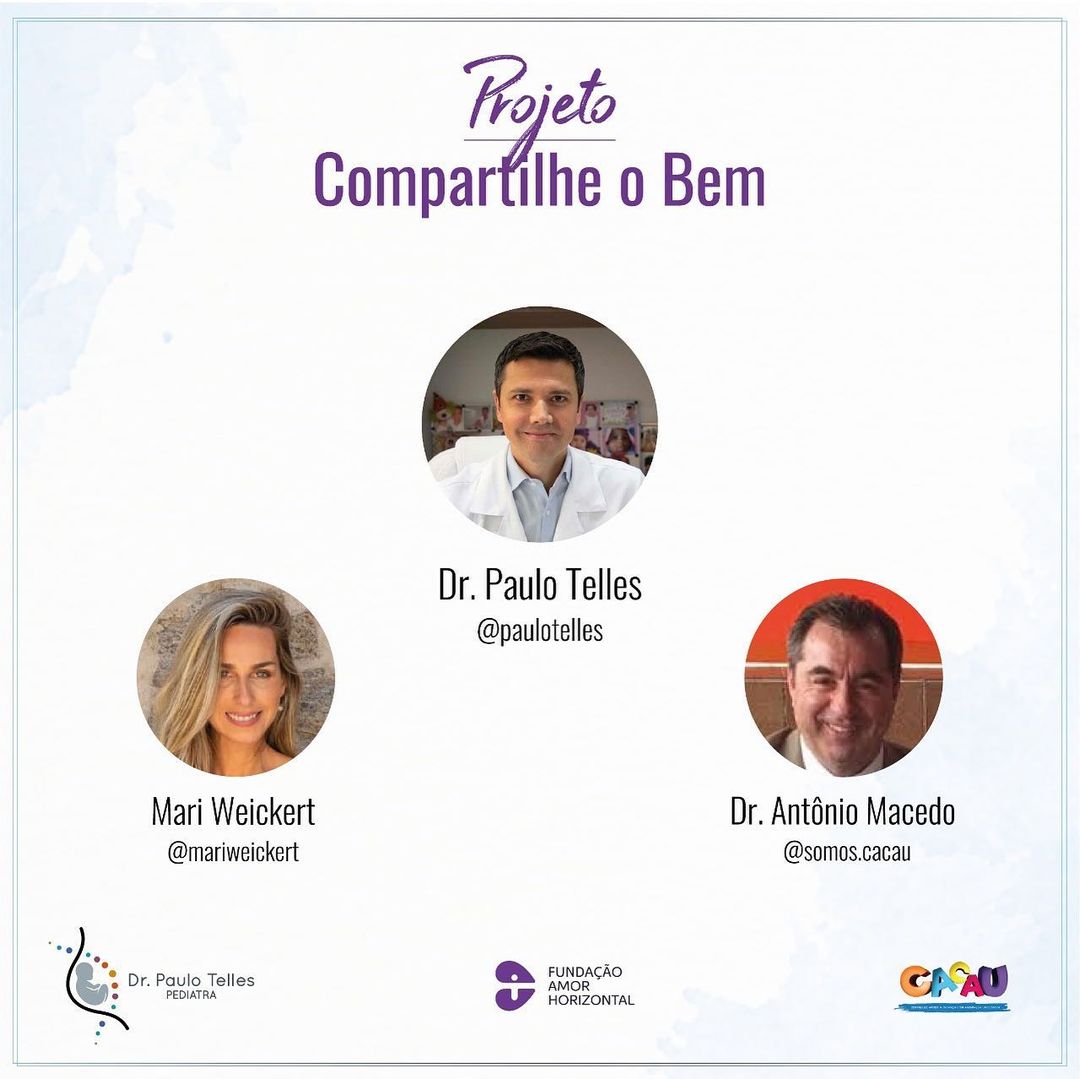 Projeto
Compartilhe o Bem
Dr. Paulo Telles
@paulotelles
Mari Weickert
@mariweickert
Dr. Antônio Macedo
@somos.cacau
Dr. Paulo Telles
PEDIATRA
FUNDAÇÃO
AMOR
HORIZONTAL
CACAU